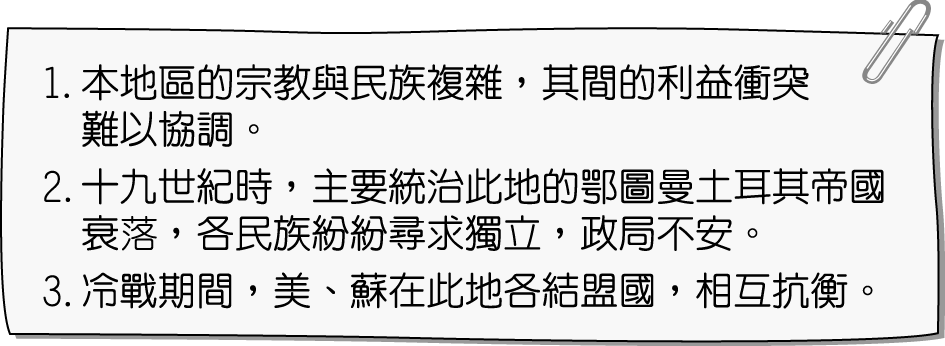 1. 本地區的宗教與民族複雜，其間的利益衝突
難以協調。
2. 十九世紀時，主要統治此地的鄂圖曼土耳其帝國
衰落，各民族紛紛尋求獨立，政局不安。
3. 冷戰期間，美、蘇在此地各結盟國，相互抗衡。